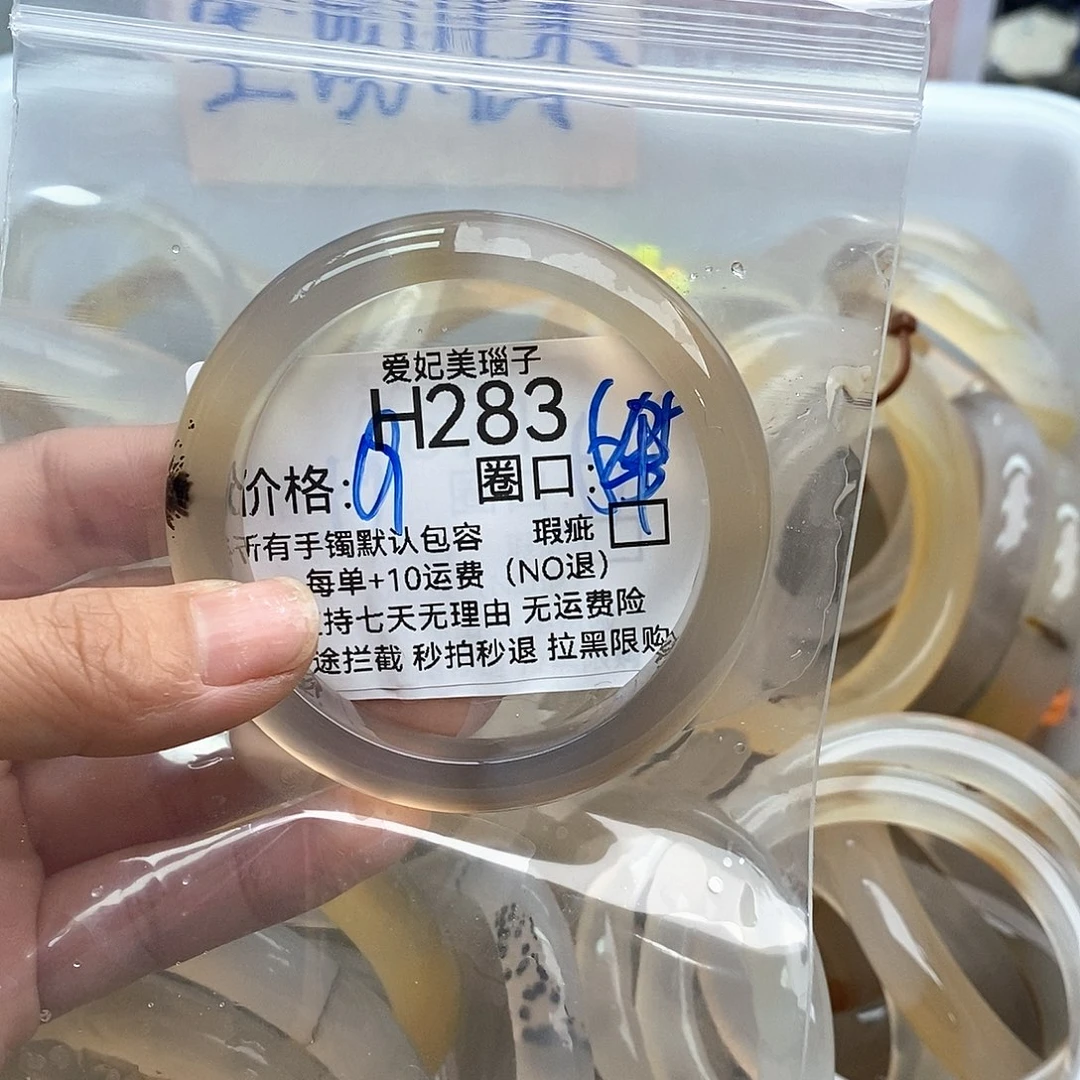 爱妃美瑙子
H283
价格:9 圈口:
所有手镯默认包容 瑕疵
每单+10运费（NO退）
持七天无理由 无运费险
途拦截 秒拍秒退 拉黑限购